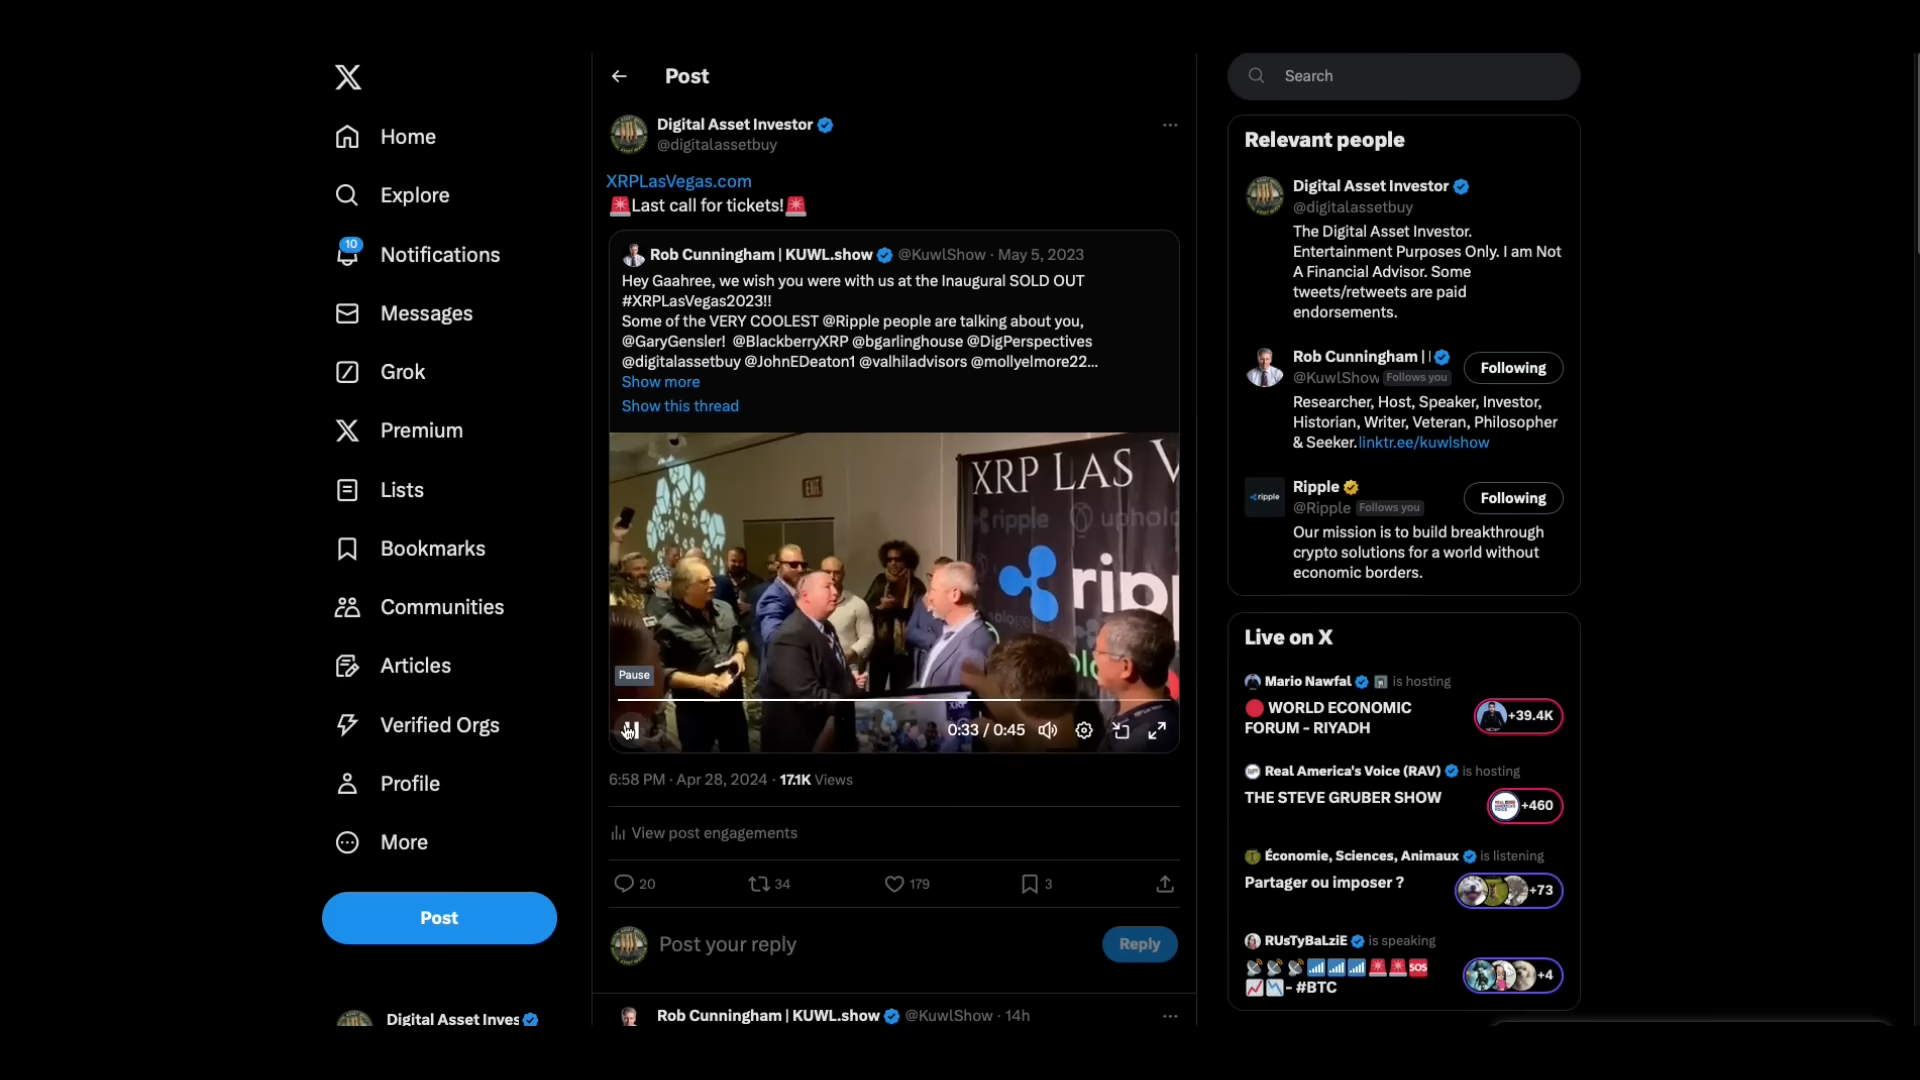 Home
Explore
10
Notifications
Messages
Grok
Premium
Lists
Bookmarks
Communities
Articles
Verified Orgs
Profile
More
Post
Digital Asset Inves
Post
Digital Asset Investor
@digitalassetbuy
XRPLasVegas.com
🚨Last call for tickets!🚨
Rob Cunningham | KUWL.show @KuwlShow · May 5, 2023
Hey Gaahree, we wish you were with us at the Inaugural SOLD OUT
#XRPLasVegas2023!!
Some of the VERY COOLEST @Ripple people are talking about you,
@GaryGensler! @BlackberryXRP @bgarlinghouse @DigPerspectives
@digitalassetbuy @JohnEDeaton1 @valhiladvisors @mollyelmore22...
Show more
Show this thread
EXIT
XRP LAS V
ripple uphold
ripp
Pause
0:33 / 0:45
6:58 PM · Apr 28, 2024 · 17.1K Views
View post engagements
20 34 179 3
Post your reply
Reply
Rob Cunningham | KUWL.show @KuwlShow · 14h
Search
Relevant people
Digital Asset Investor
@digitalassetbuy
The Digital Asset Investor.
Entertainment Purposes Only. I am Not
A Financial Advisor. Some
tweets/retweets are paid
endorsements.
Rob Cunningham |
@KuwlShow Follows you
Following
Researcher, Host, Speaker, Investor,
Historian, Writer, Veteran, Philosopher
& Seeker.linktr.ee/kuwlshow
ripple
Ripple
@Ripple Follows you
Following
Our mission is to build breakthrough
crypto solutions for a world without
economic borders.
Live on X
Mario Nawfal is hosting
🔴 WORLD ECONOMIC
FORUM - RIYADH
+39.4K
Real America's Voice (RAV) is hosting
THE STEVE GRUBER SHOW
+460
Économie, Sciences, Animaux is listening
Partager ou imposer ?
+73
RUsTyBaLziE is speaking
📡📡📡📶📶📶🚨🚨🆘
📈📉- #BTC
+4